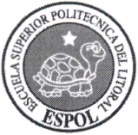 ESCUELA SUPERIOR POLITECNICA DEL LITORAL
ESPOL